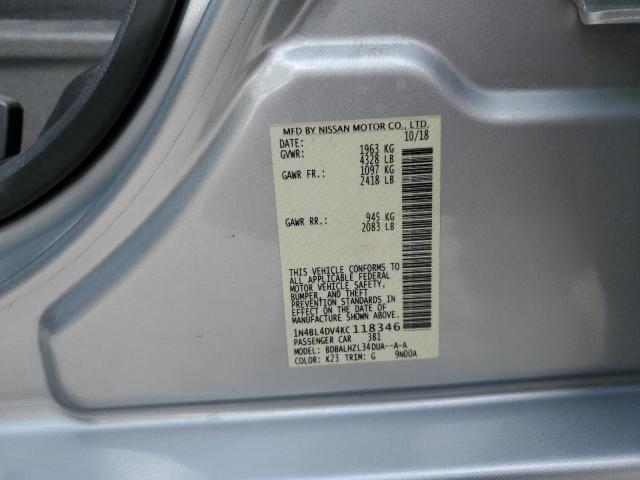 MFD BY NISSAN MOTOR CO., LTD.
DATE: 10/18
GVWR: 1963 KG
4328 LB
GAWR FR.: 1097 KG
2418 LB
GAWR RR.: 945 KG
2083 LB
THIS VEHICLE CONFORMS TO
ALL APPLICABLE FEDERAL
MOTOR VEHICLE SAFETY,
BUMPER, AND THEFT
PREVENTION STANDARDS IN
EFFECT ON THE DATE OF
MANUFACTURE SHOWN ABOVE.
1N4BL4DV4KC118346
PASSENGER CAR 381
MODEL: BDBALHZL34DUA--A-A
COLOR: K23 TRIM: G 9N00A